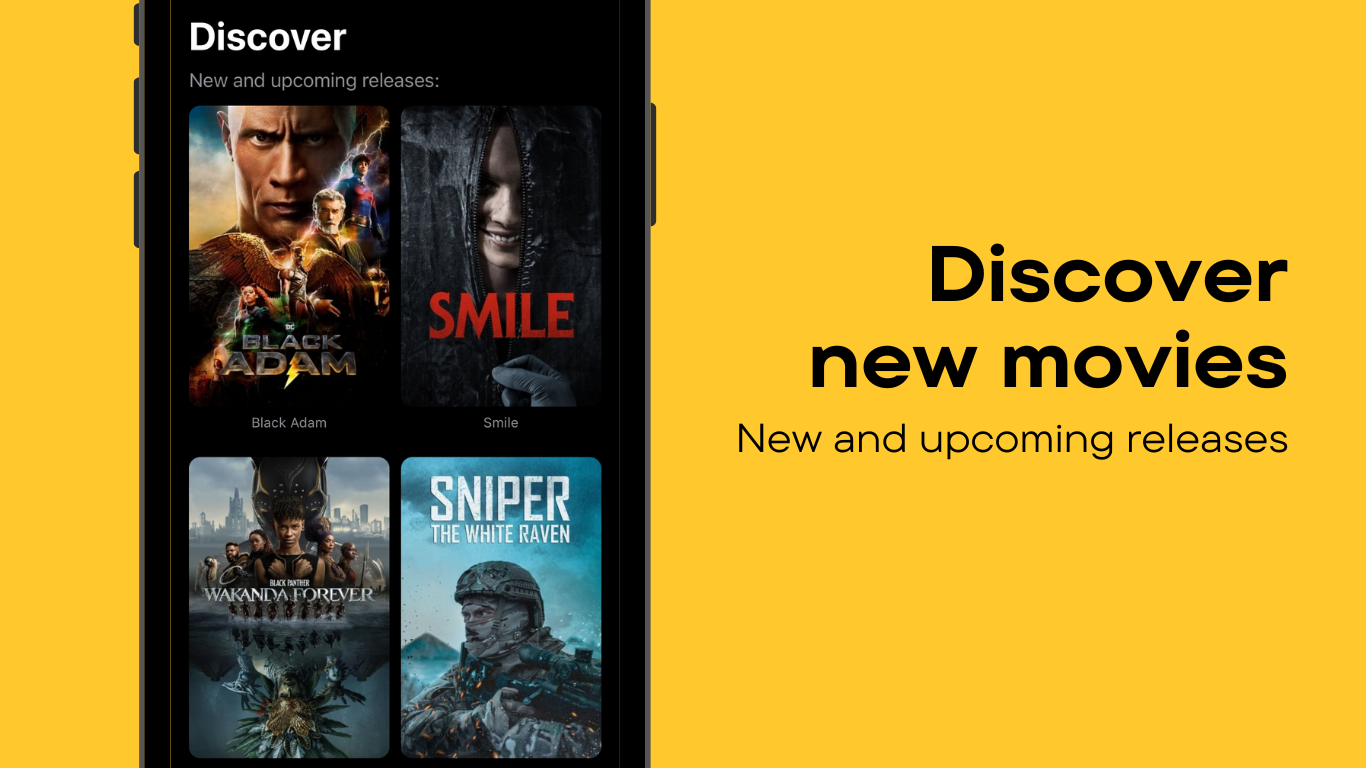 Discover
New and upcoming releases:
DC
BLACK
ADAM
SMILE
Black Adam
Smile
BLACK PANTHER
WAKANDA FOREVER
SNIPER
THE WHITE RAVEN
Discover
new movies
New and upcoming releases